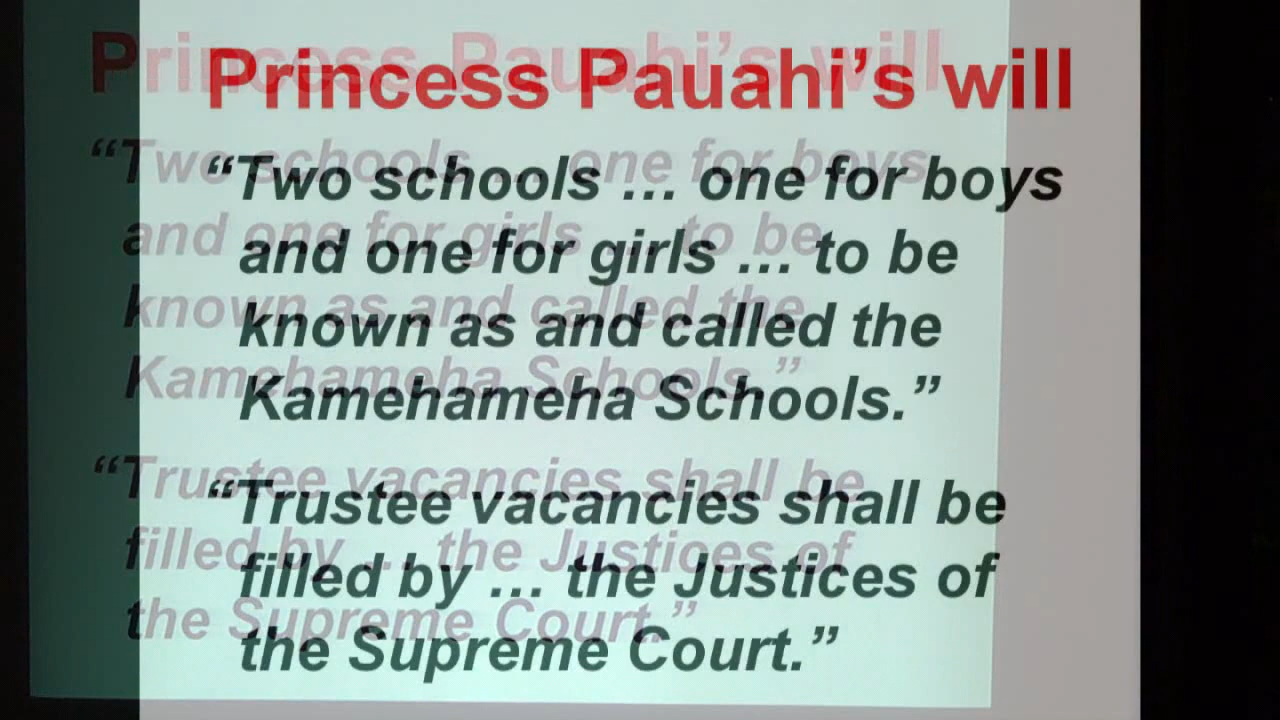 Princess Pauahi’s will
“Two schools … one for boys
and one for girls … to be
known as and called the
Kamehameha Schools.”
“Trustee vacancies shall be
filled by … the Justices of
the Supreme Court.”